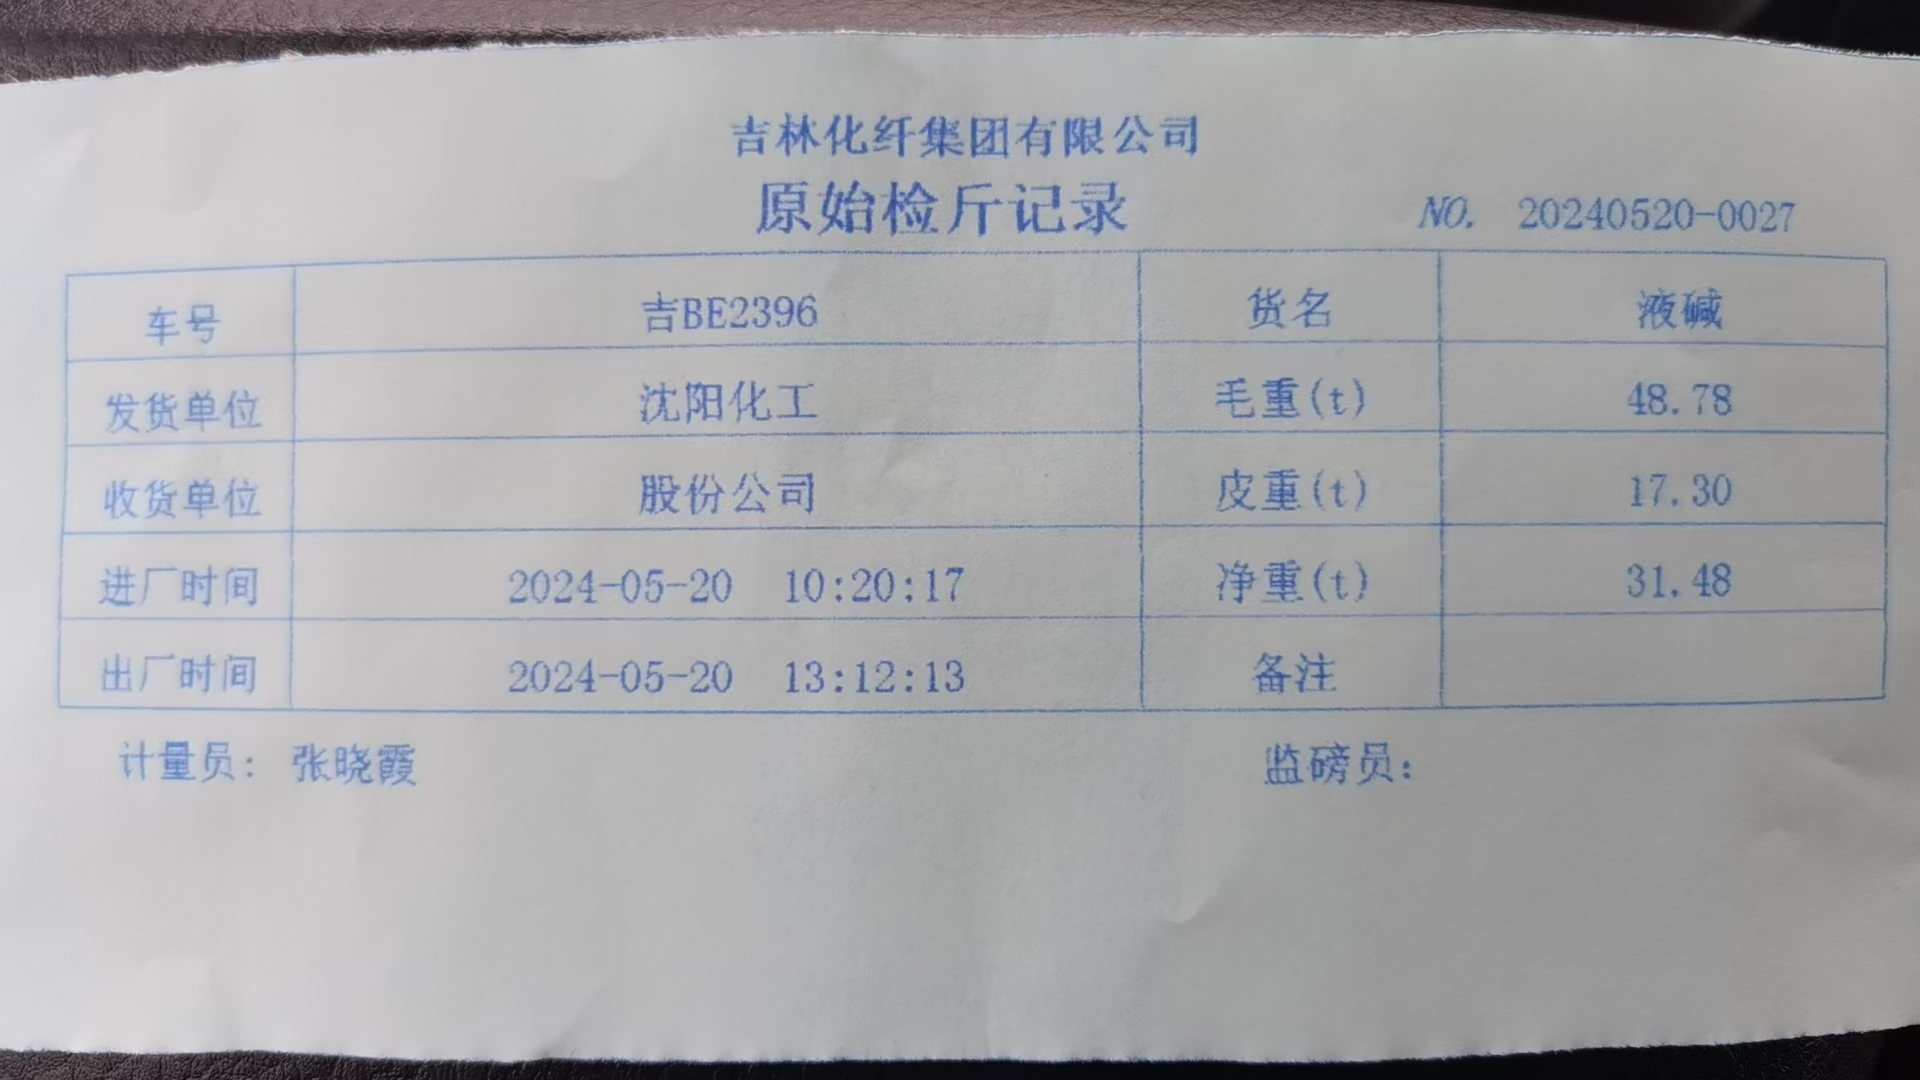 吉林化纤集团有限公司
原始检斤记录
NO. 20240520-0027
车号 吉BE2396 货名 液碱
发货单位 沈阳化工 毛重(t) 48.78
收货单位 股份公司 皮重(t) 17.30
进厂时间 2024-05-20 10:20:17 净重(t) 31.48
出厂时间 2024-05-20 13:12:13 备注
计量员: 张晓霞 监磅员: